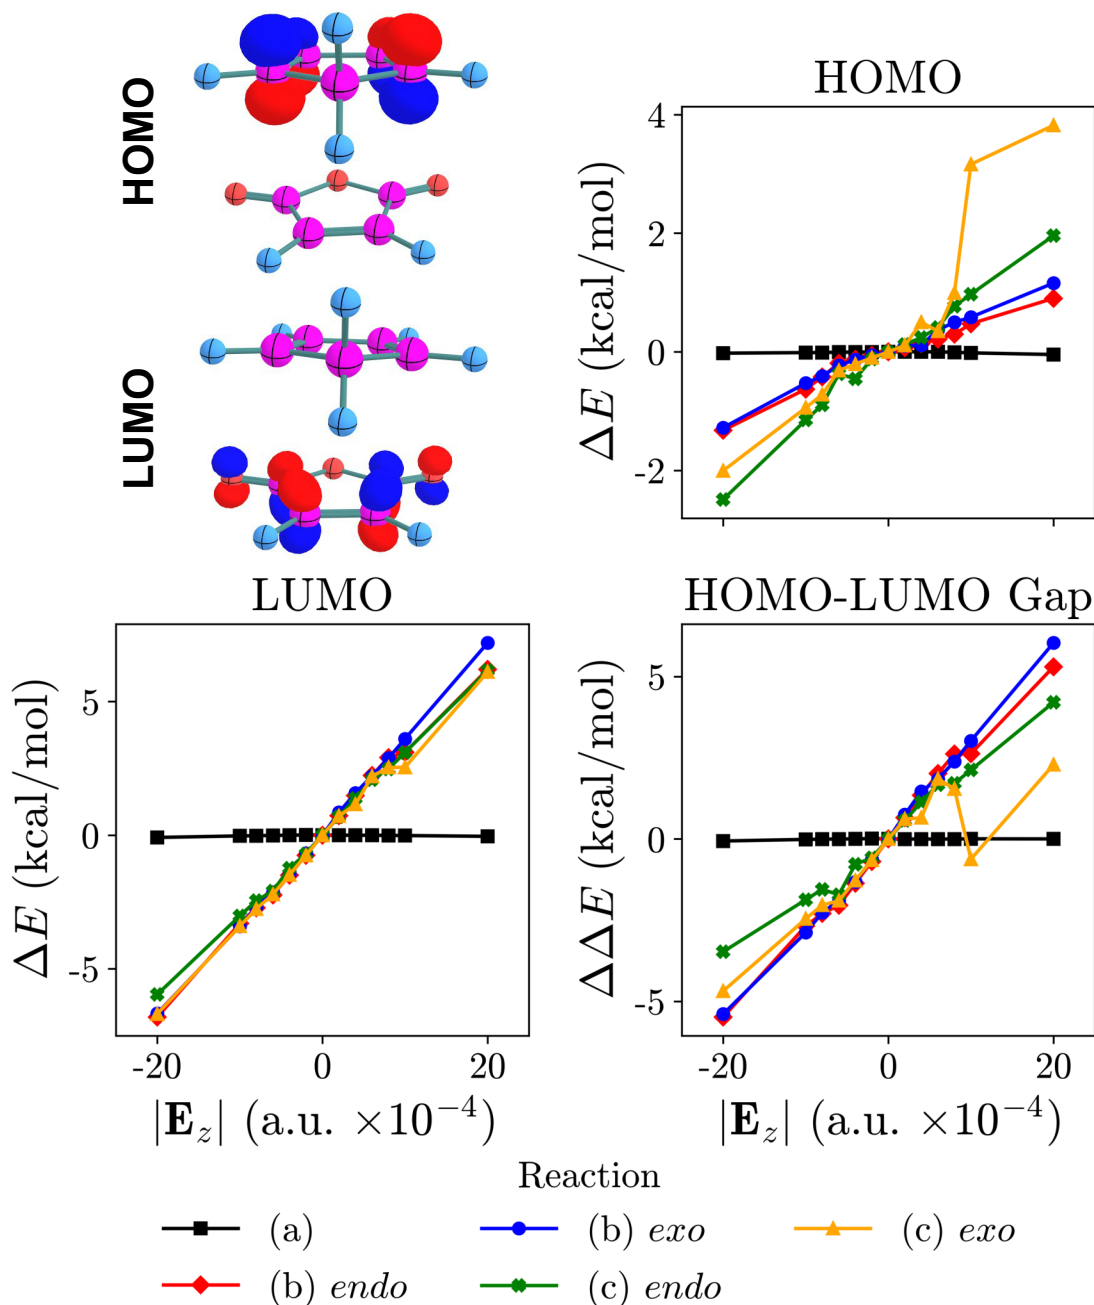 HOMO
HOMO
4
2
0
-2
ΔE (kcal/mol)
LUMO
LUMO
5
0
-5
ΔE (kcal/mol)
-20
0
20
|𝐄_z| (a.u. ×10⁻⁴)
HOMO-LUMO Gap
5
0
-5
ΔΔE (kcal/mol)
-20
0
20
|𝐄_z| (a.u. ×10⁻⁴)
Reaction
(a)
(b) exo
(c) exo
(b) endo
(c) endo